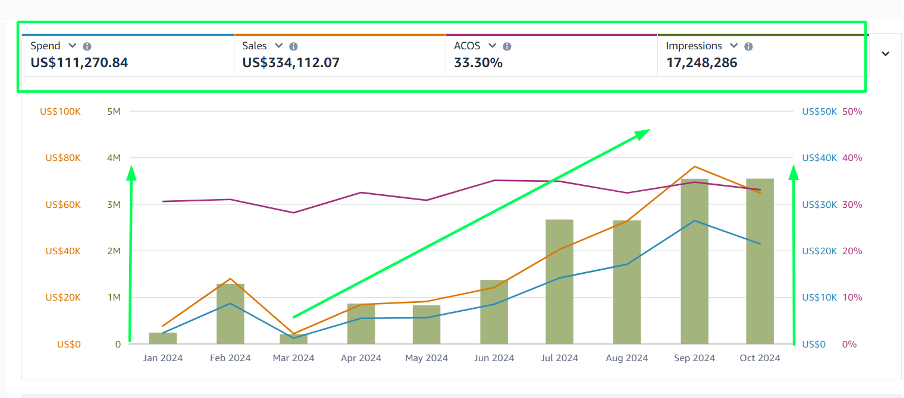 Spend Sales ACOS Impressions
US$111,270.84 US$334,112.07 33.30% 17,248,286
US$100K 5M US$50K 50%
US$80K 4M US$40K 40%
US$60K 3M US$30K 30%
US$40K 2M US$20K 20%
US$20K 1M US$10K 10%
US$0 0 US$0 0%
Jan 2024 Feb 2024 Mar 2024 Apr 2024 May 2024 Jun 2024 Jul 2024 Aug 2024 Sep 2024 Oct 2024